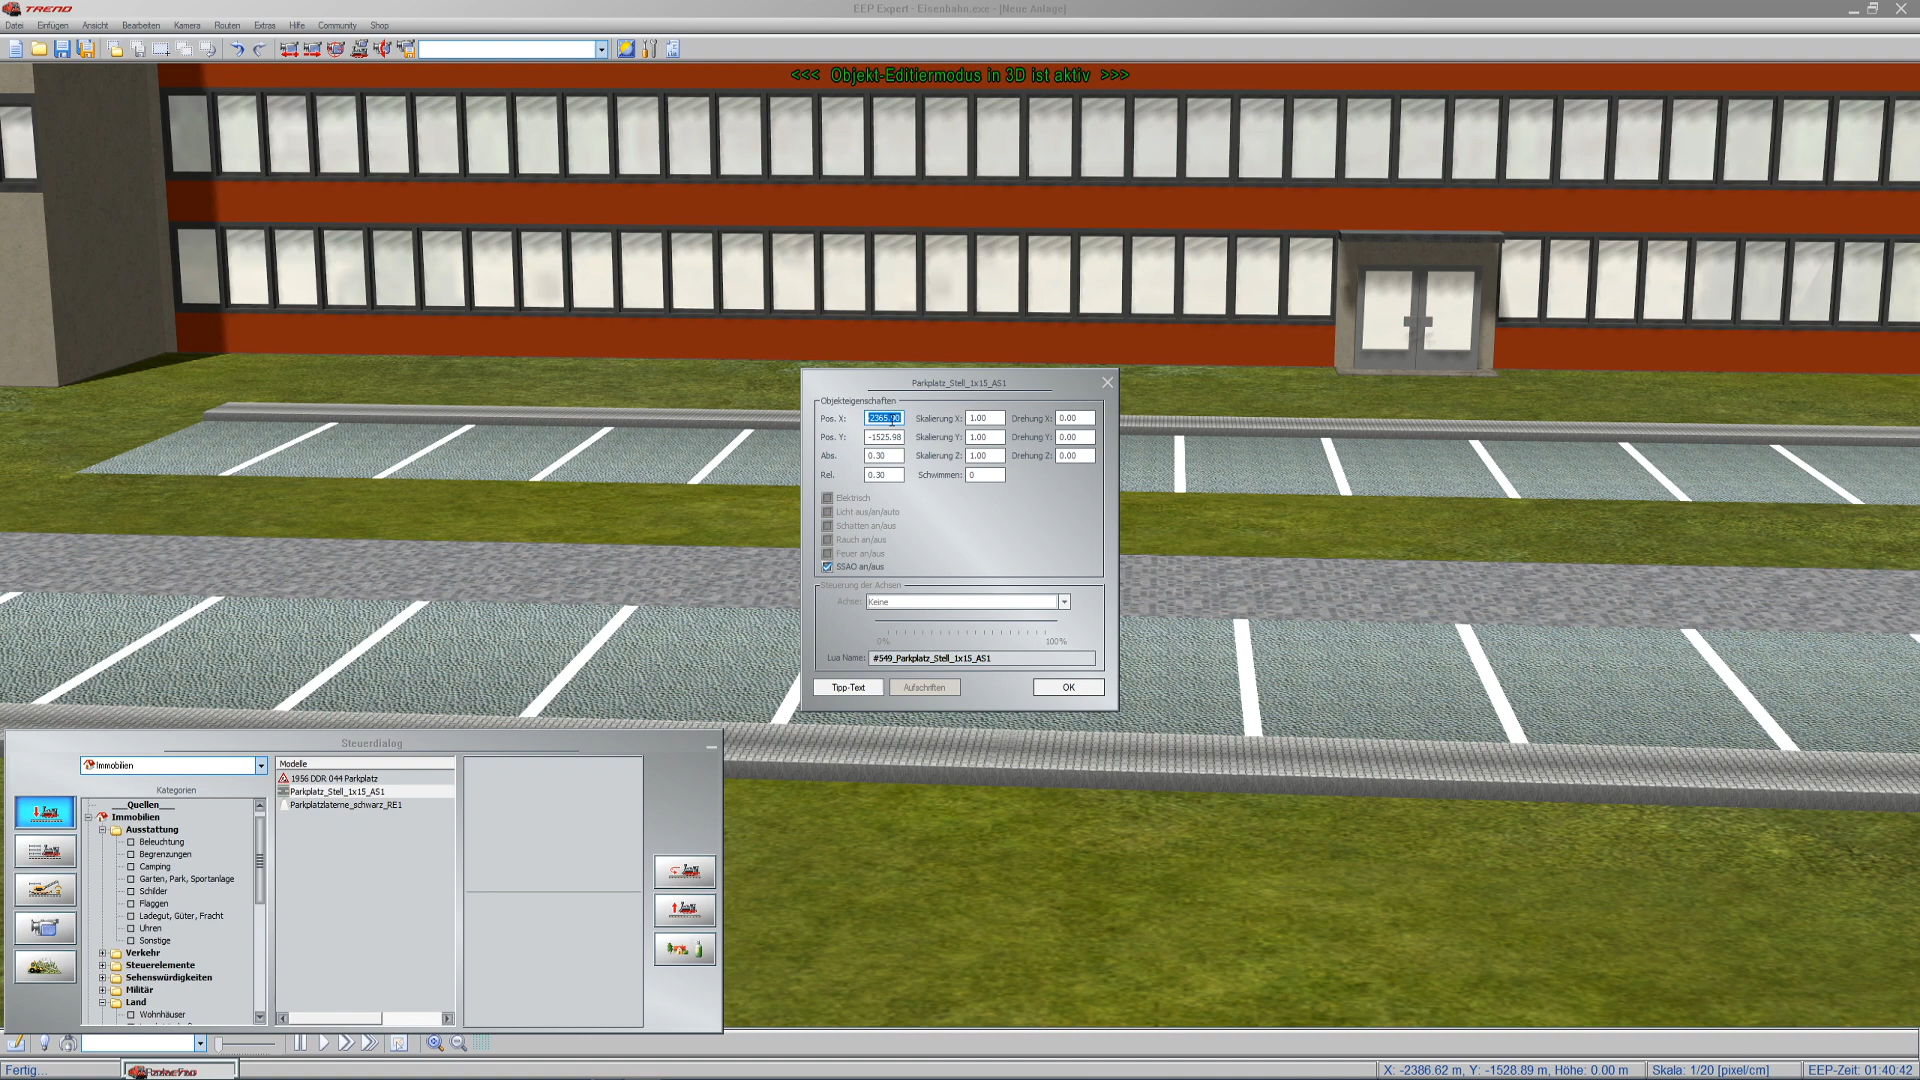 TREND
EEP Expert - Eisenbahn.exe - [Neue Anlage]
Datei Einfügen Ansicht Bearbeiten Kamera Routen Extras Hilfe Community Shop
<<< Objekt-Editiermodus in 3D ist aktiv >>>
Parkplatz_Stell_1x15_AS1
Objekteigenschaften
Pos. X: -2365.90 Skalierung X: 1.00 Drehung X: 0.00
Pos. Y: -1525.98 Skalierung Y: 1.00 Drehung Y: 0.00
Abs. 0.30 Skalierung Z: 1.00 Drehung Z: 0.00
Rel. 0.30 Schwimmen: 0
Elektrisch
Licht aus/an/auto
Schatten an/aus
Rauch an/aus
Feuer an/aus
SSAO an/aus
Steuerung der Achsen
Achse: Keine
0% 100%
Lua Name: #549_Parkplatz_Stell_1x15_AS1
Tipp-Text Aufschriften OK
Steuerdialog
Immobilien
Kategorien
__Quellen__
Immobilien
Ausstattung
Beleuchtung
Begrenzungen
Camping
Garten, Park, Sportanlage
Schilder
Flaggen
Ladegut, Güter, Fracht
Uhren
Sonstige
Verkehr
Steuerelemente
Sehenswürdigkeiten
Militär
Land
Wohnhäuser
Modelle
1956 DDR 044 Parkplatz
Parkplatz_Stell_1x15_AS1
Parkplatzlaterne_schwarz_RE1
Fertig...
X: -2386.62 m, Y: -1528.89 m, Höhe: 0.00 m
Skala: 1/20 [pixel/cm]
EEP-Zeit: 01:40:42